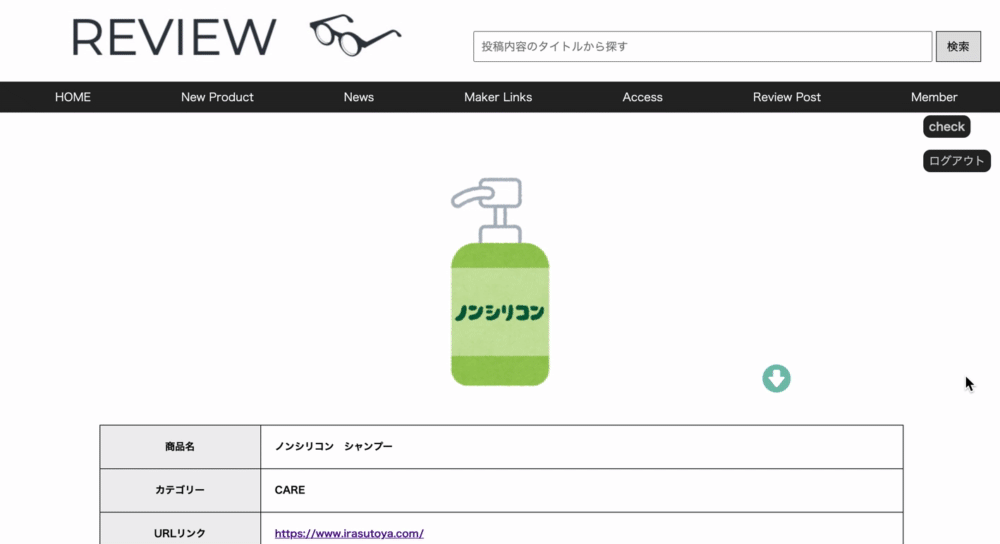 REVIEW
投稿内容のタイトルから探す
検索
HOME New Product News Maker Links Access Review Post Member
check
ログアウト
ノンシリコン
商品名 ノンシリコン　シャンプー
カテゴリー CARE
URLリンク https://www.irasutoya.com/